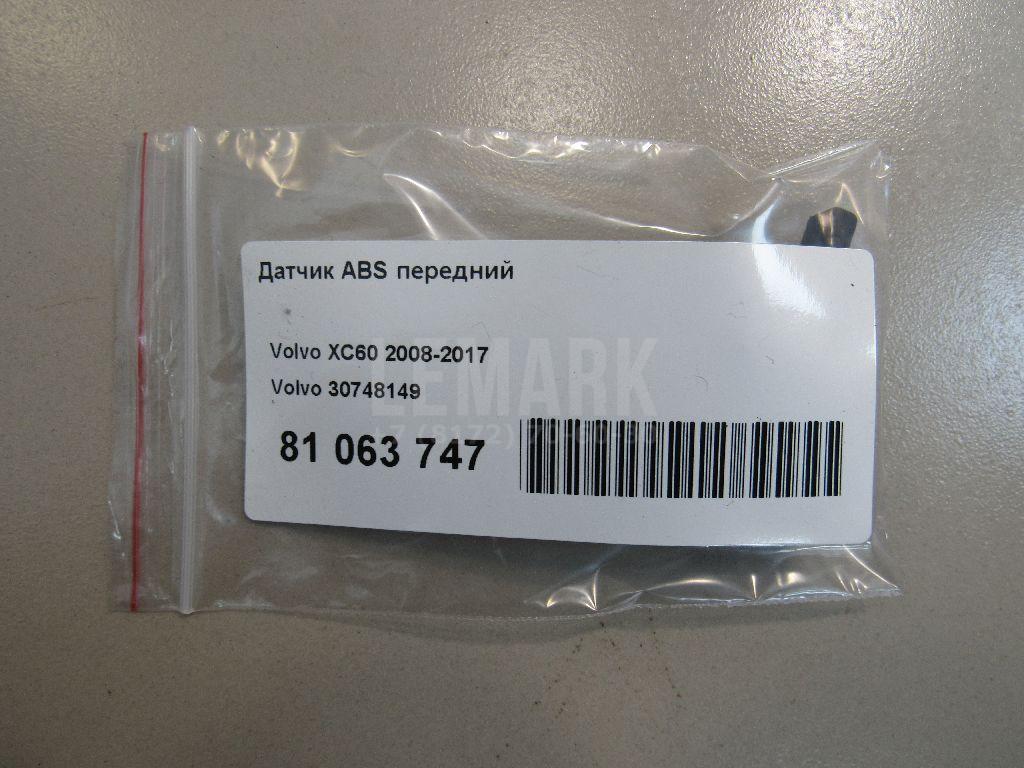 Датчик ABS передний
Volvo XC60 2008-2017
Volvo 30748149
LEMARK
81 063 747